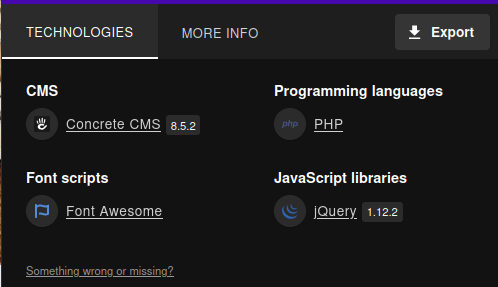 TECHNOLOGIES MORE INFO Export
CMS
Concrete CMS 8.5.2
Programming languages
php PHP
Font scripts
Font Awesome
JavaScript libraries
jQuery 1.12.2
Something wrong or missing?